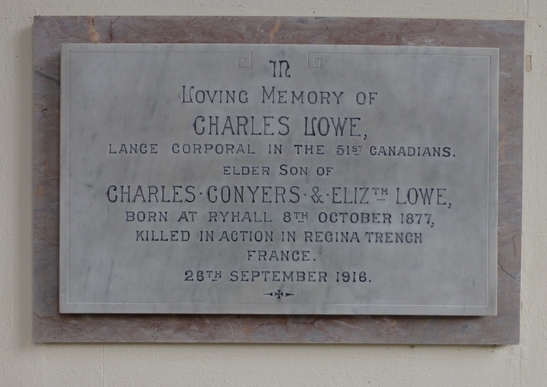 In
Loving Memory of
CHARLES LOWE,
LANCE CORPORAL IN THE 51ST CANADIANS.
ELDER SON OF
CHARLES·CONYERS·&·ELIZTH LOWE,
BORN AT RYHALL 8TH OCTOBER 1877,
KILLED IN ACTION IN REGINA TRENCH
FRANCE.
26TH SEPTEMBER 1916.